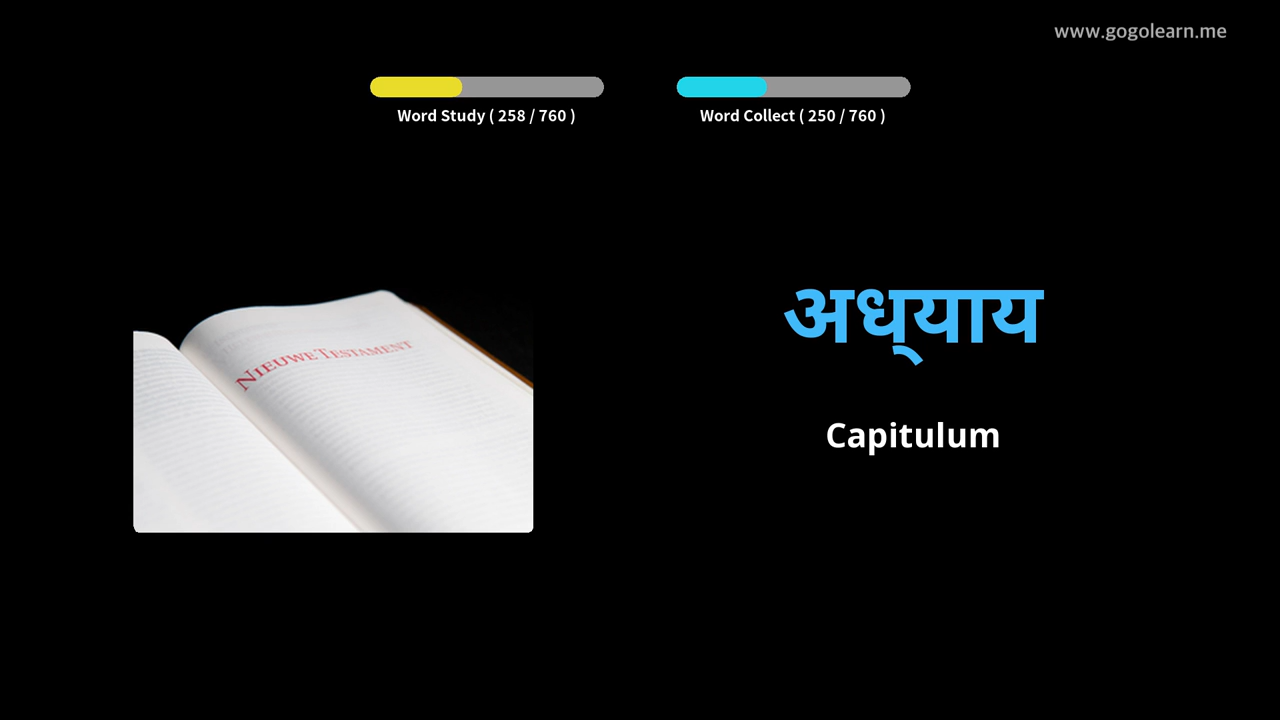 www.gogolearn.me
Word Study ( 258 / 760 )
Word Collect ( 250 / 760 )
NIEUWE TESTAMENT
अध्याय
Capitulum